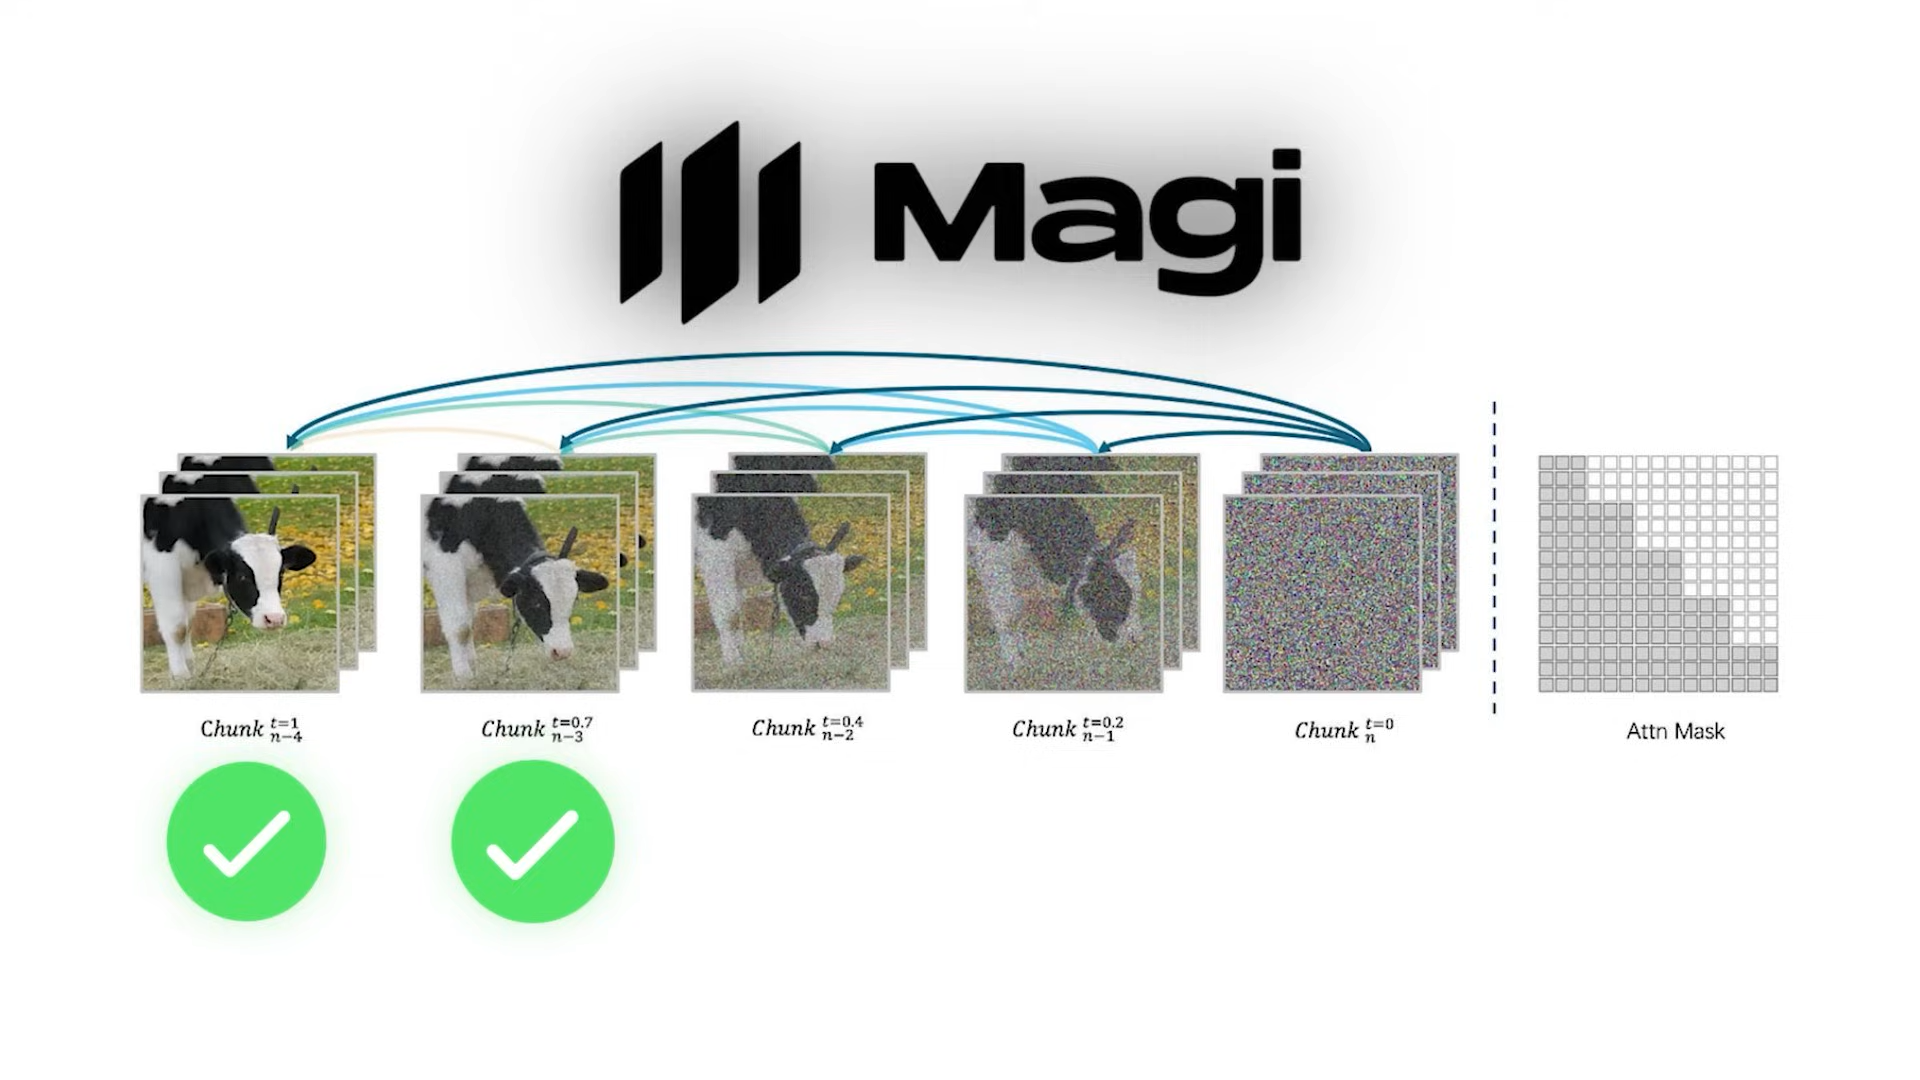 Magi
Chunk t=1 n−4
Chunk t=0.7 n−3
Chunk t=0.4 n−2
Chunk t=0.2 n−1
Chunk t=0 n
Attn Mask